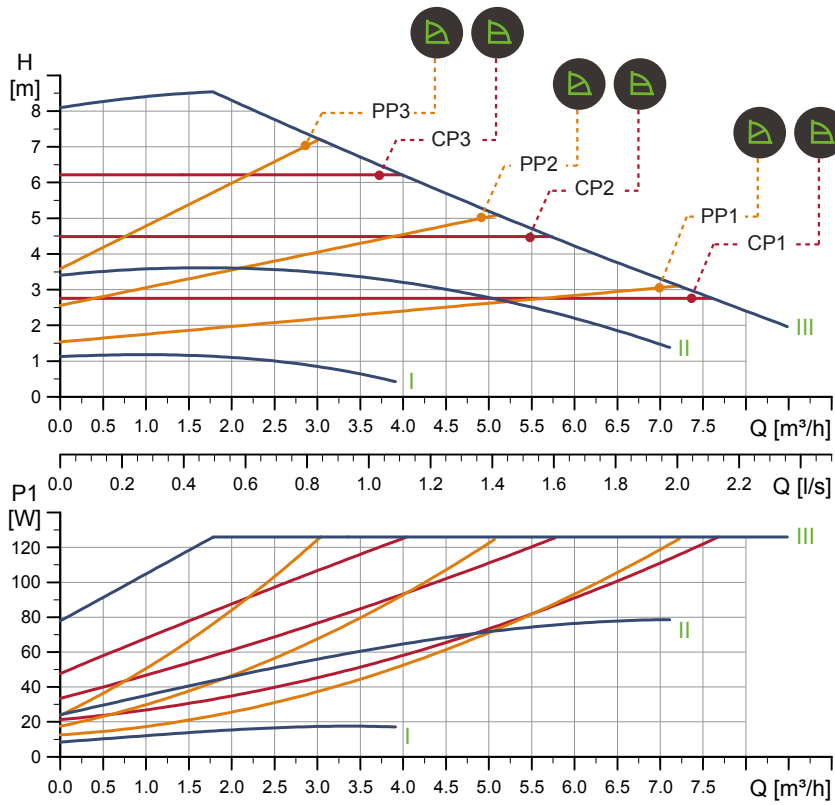 H
[m]
8
7
6
5
4
3
2
1
0
PP3
CP3
PP2
CP2
PP1
CP1
III
II
I
0.0 0.5 1.0 1.5 2.0 2.5 3.0 3.5 4.0 4.5 5.0 5.5 6.0 6.5 7.0 7.5
Q [m³/h]
0.0 0.2 0.4 0.6 0.8 1.0 1.2 1.4 1.6 1.8 2.0 2.2 Q [l/s]
P1
[W]
120
100
80
60
40
20
0
III
II
I
0.0 0.5 1.0 1.5 2.0 2.5 3.0 3.5 4.0 4.5 5.0 5.5 6.0 6.5 7.0 7.5 Q [m³/h]